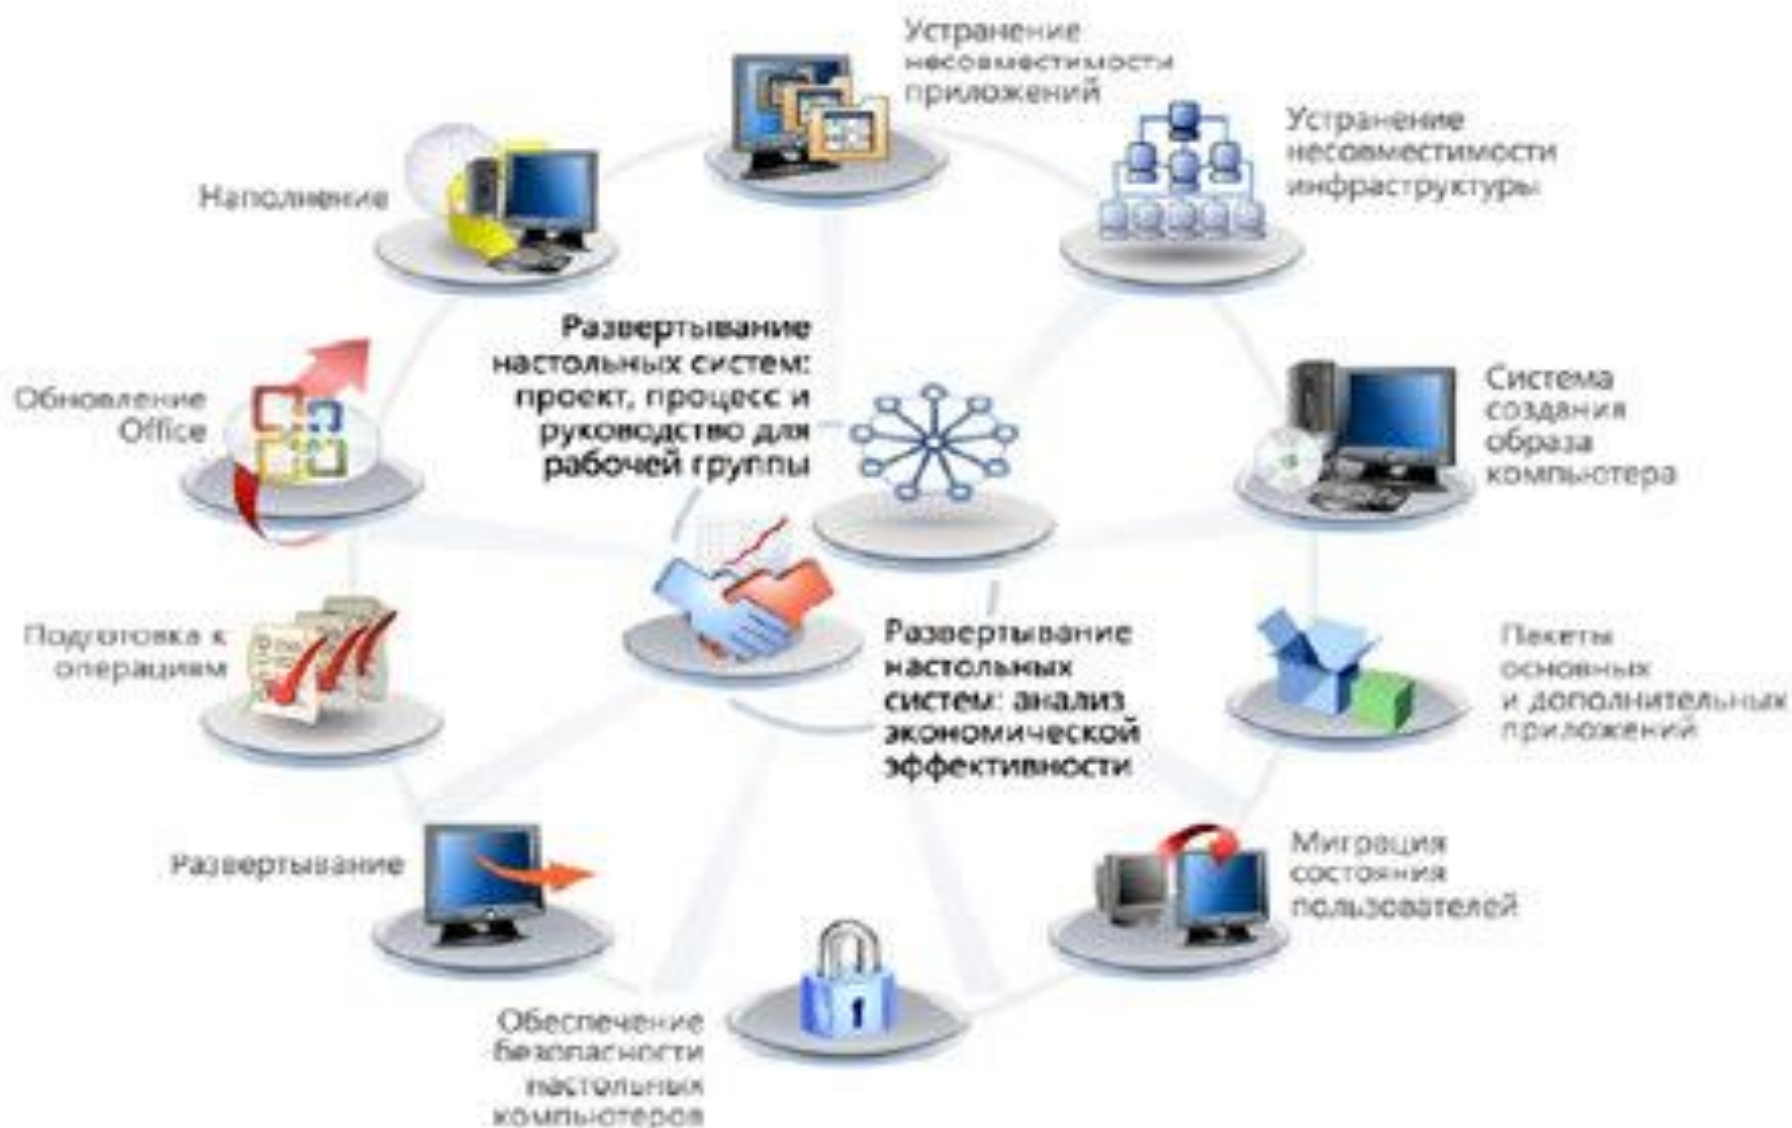 Устранение
несовместимости
приложений
Устранение
несовместимости
инфраструктуры
Наполнение
Развертывание
настольных систем:
проект, процесс и
руководство для
рабочей группы
Обновление
Office
Система
создания
образа
компьютера
Подготовка к
операциям
Развертывание
настольных
систем: анализ
экономической
эффективности
Пакеты
основных
и дополнительных
приложений
Развертывание
Миграция
состояния
пользователей
Обеспечение
безопасности
настольных
компьютеров